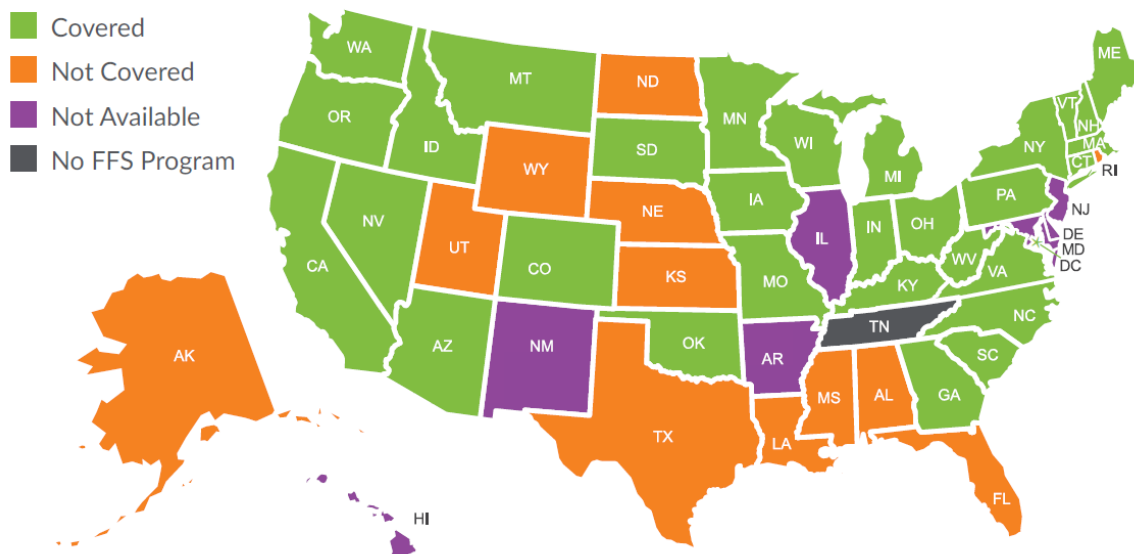 Covered
Not Covered
Not Available
No FFS Program
WA
MT
ND
MN
ME
VT
NH
OR
ID
SD
WI
MI
NY
MA
CT
RI
WY
IA
PA
NJ
NV
UT
NE
IL
IN
OH
DE
MD
DC
CA
CO
KS
MO
WV
VA
KY
AZ
NM
OK
AR
TN
NC
SC
AK
TX
LA
MS
AL
GA
FL
HI